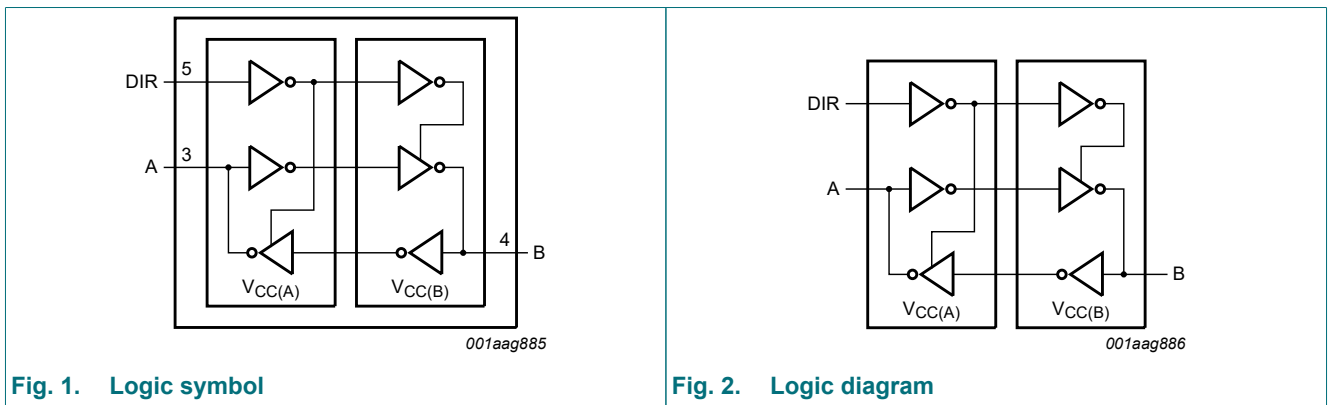 DIR 5
A 3
4 B
VCC(A) VCC(B)
001aag885
Fig. 1. Logic symbol
DIR
A
B
VCC(A) VCC(B)
001aag886
Fig. 2. Logic diagram